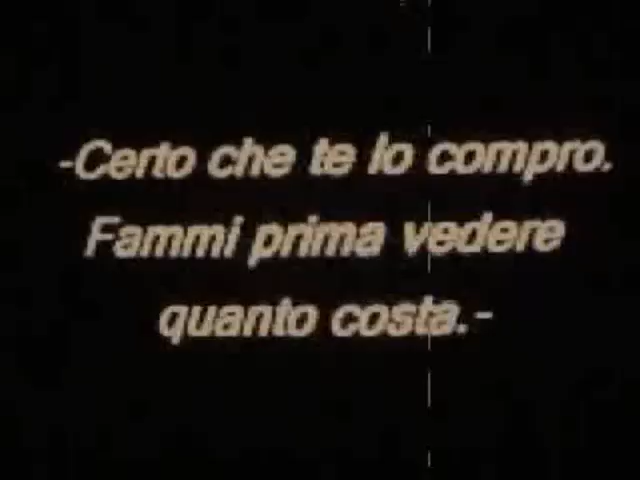 -Certo che te lo compro.
Fammi prima vedere
quanto costa.-